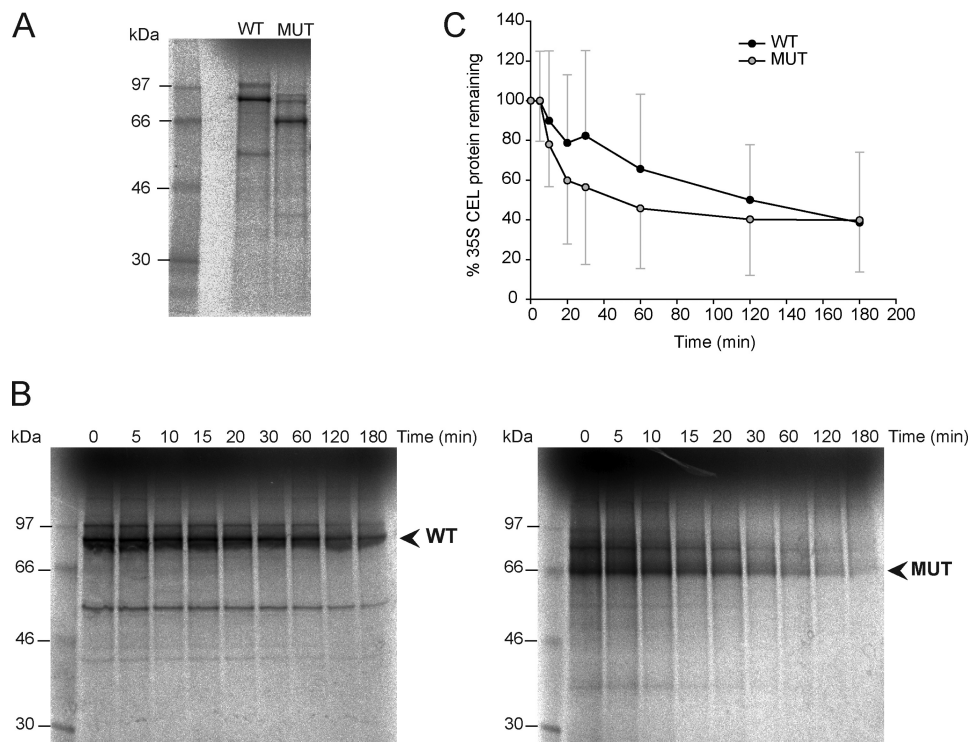 A
kDa WT MUT
97
66
46
30
C
WT
MUT
% 35S CEL protein remaining
140
120
100
80
60
40
20
0
0 20 40 60 80 100 120 140 160 180 200
Time (min)
B
kDa 0 5 10 15 20 30 60 120 180 Time (min)
97
66
46
30
WT
kDa 0 5 10 15 20 30 60 120 180 Time (min)
97
66
46
30
MUT